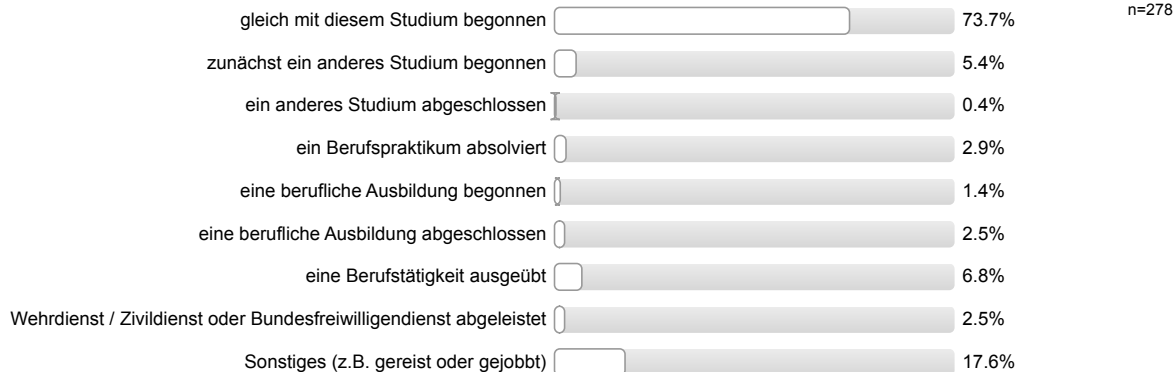 gleich mit diesem Studium begonnen 73.7% n=278
zunächst ein anderes Studium begonnen 5.4%
ein anderes Studium abgeschlossen 0.4%
ein Berufspraktikum absolviert 2.9%
eine berufliche Ausbildung begonnen 1.4%
eine berufliche Ausbildung abgeschlossen 2.5%
eine Berufstätigkeit ausgeübt 6.8%
Wehrdienst / Zivildienst oder Bundesfreiwilligendienst abgeleistet 2.5%
Sonstiges (z.B. gereist oder gejobbt) 17.6%